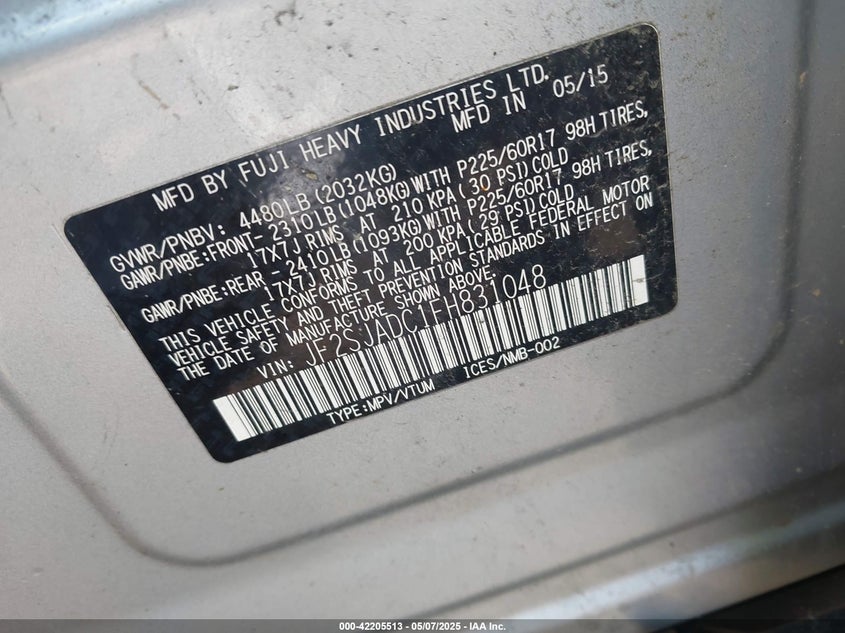 MFD BY FUJI HEAVY INDUSTRIES LTD.
MFD IN 05/15
GVWR/PNBV: 4480LB(2032KG)
GAWR/PNBE:FRONT- 2310LB(1048KG)WITH P225/60R17 98H TIRES,
17X7J RIMS AT 210 KPA(30 PSI)COLD
GAWR/PNBE:REAR -2410LB(1093KG)WITH P225/60R17 98H TIRES,
17X7J RIMS AT 200 KPA(29 PSI)COLD
THIS VEHICLE CONFORMS TO ALL APPLICABLE FEDERAL MOTOR
VEHICLE SAFETY AND THEFT PREVENTION STANDARDS IN EFFECT ON
THE DATE OF MANUFACTURE SHOWN ABOVE.
VIN: JF2SJADC1FH831048
TYPE:MPV/VTUM ICES/NMB-002
000-42205513 - 05/07/2025 - IAA Inc.